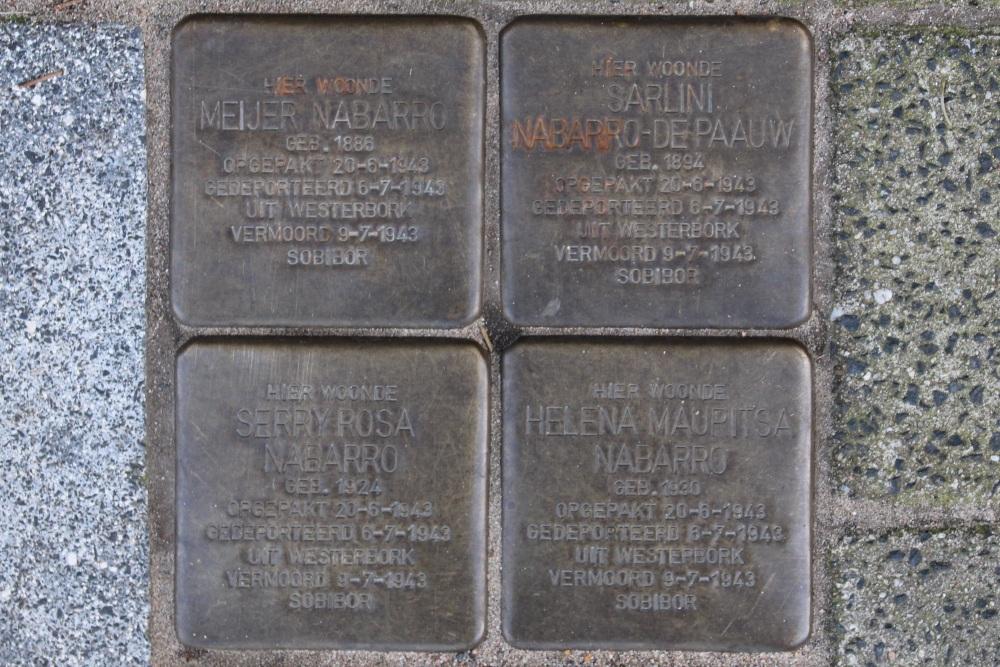 HIER WOONDE
MEIJER NABARRO
GEB. 1886
OPGEPAKT 20-6-1943
GEDEPORTEERD 6-7-1943
UIT WESTERBORK
VERMOORD 9-7-1943
SOBIBOR
HIER WOONDE
SARLINI
NABARRO-DE PAAUW
GEB. 1894
OPGEPAKT 20-6-1943
GEDEPORTEERD 6-7-1943
UIT WESTERBORK
VERMOORD 9-7-1943
SOBIBOR
HIER WOONDE
SERRY ROSA
NABARRO
GEB. 1924
OPGEPAKT 20-6-1943
GEDEPORTEERD 6-7-1943
UIT WESTERBORK
VERMOORD 9-7-1943
SOBIBOR
HIER WOONDE
HELENA MAUPITSA
NABARRO
GEB. 1930
OPGEPAKT 20-6-1943
GEDEPORTEERD 6-7-1943
UIT WESTERBORK
VERMOORD 9-7-1943
SOBIBOR